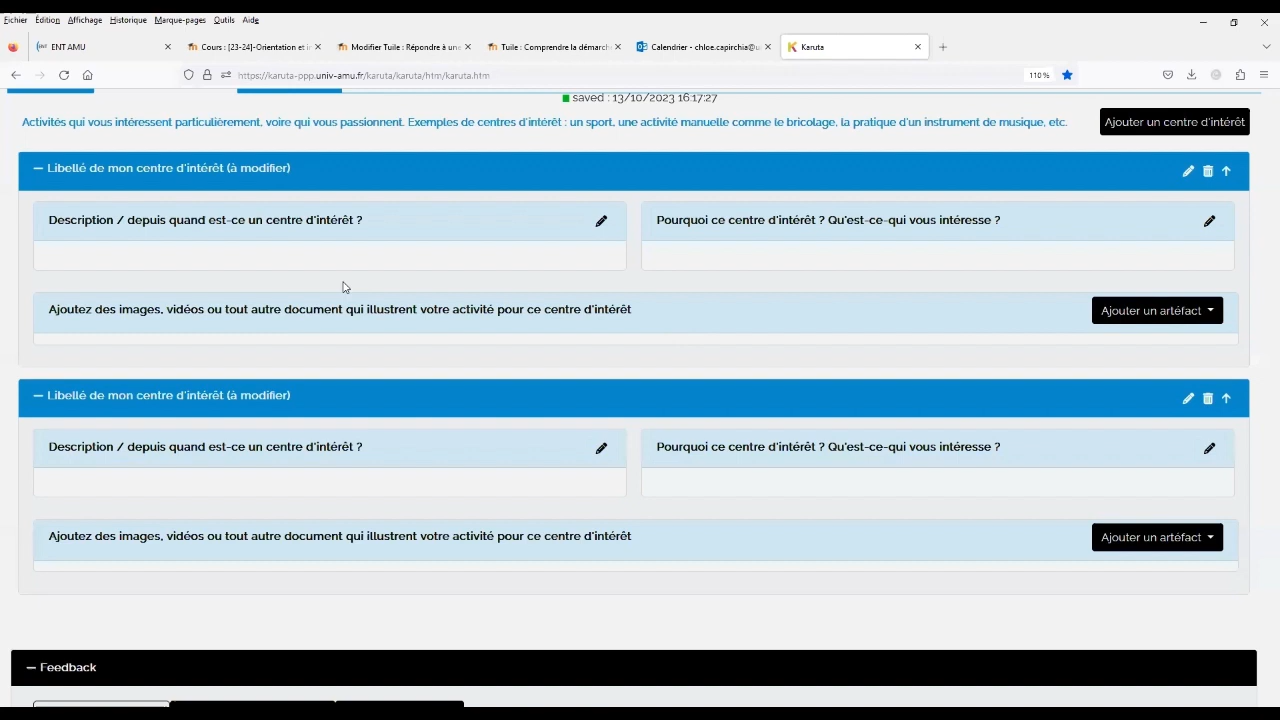 Fichier Édition Affichage Historique Marque-pages Outils Aide
ENT AMU
Cours : [23-24]-Orientation et i
Modifier Tuile : Répondre à une
Tuile : Comprendre la démarch
Calendrier - chloe.capirchia@u
Karuta
https://karuta-ppp.univ-amu.fr/karuta/karuta/htm/karuta.htm
110 %
saved : 13/10/2023 16:17:27
Activités qui vous intéressent particulièrement, voire qui vous passionnent. Exemples de centres d'intérêt : un sport, une activité manuelle comme le bricolage, la pratique d'un instrument de musique, etc.
Ajouter un centre d'intérêt
Libellé de mon centre d'intérêt (à modifier)
Description / depuis quand est-ce un centre d'intérêt ?
Pourquoi ce centre d'intérêt ? Qu'est-ce-qui vous intéresse ?
Ajoutez des images, vidéos ou tout autre document qui illustrent votre activité pour ce centre d'intérêt
Ajouter un artéfact
Libellé de mon centre d'intérêt (à modifier)
Description / depuis quand est-ce un centre d'intérêt ?
Pourquoi ce centre d'intérêt ? Qu'est-ce-qui vous intéresse ?
Ajoutez des images, vidéos ou tout autre document qui illustrent votre activité pour ce centre d'intérêt
Ajouter un artéfact
Feedback